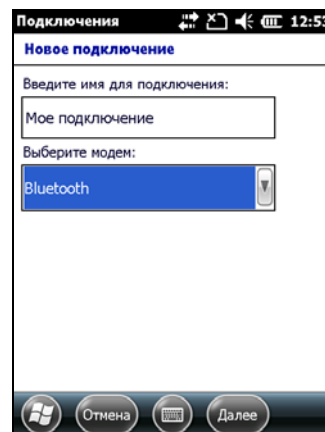 Подключения 12:53
Новое подключение
Введите имя для подключения:
Мое подключение
Выберите модем:
Bluetooth
Отмена Далее